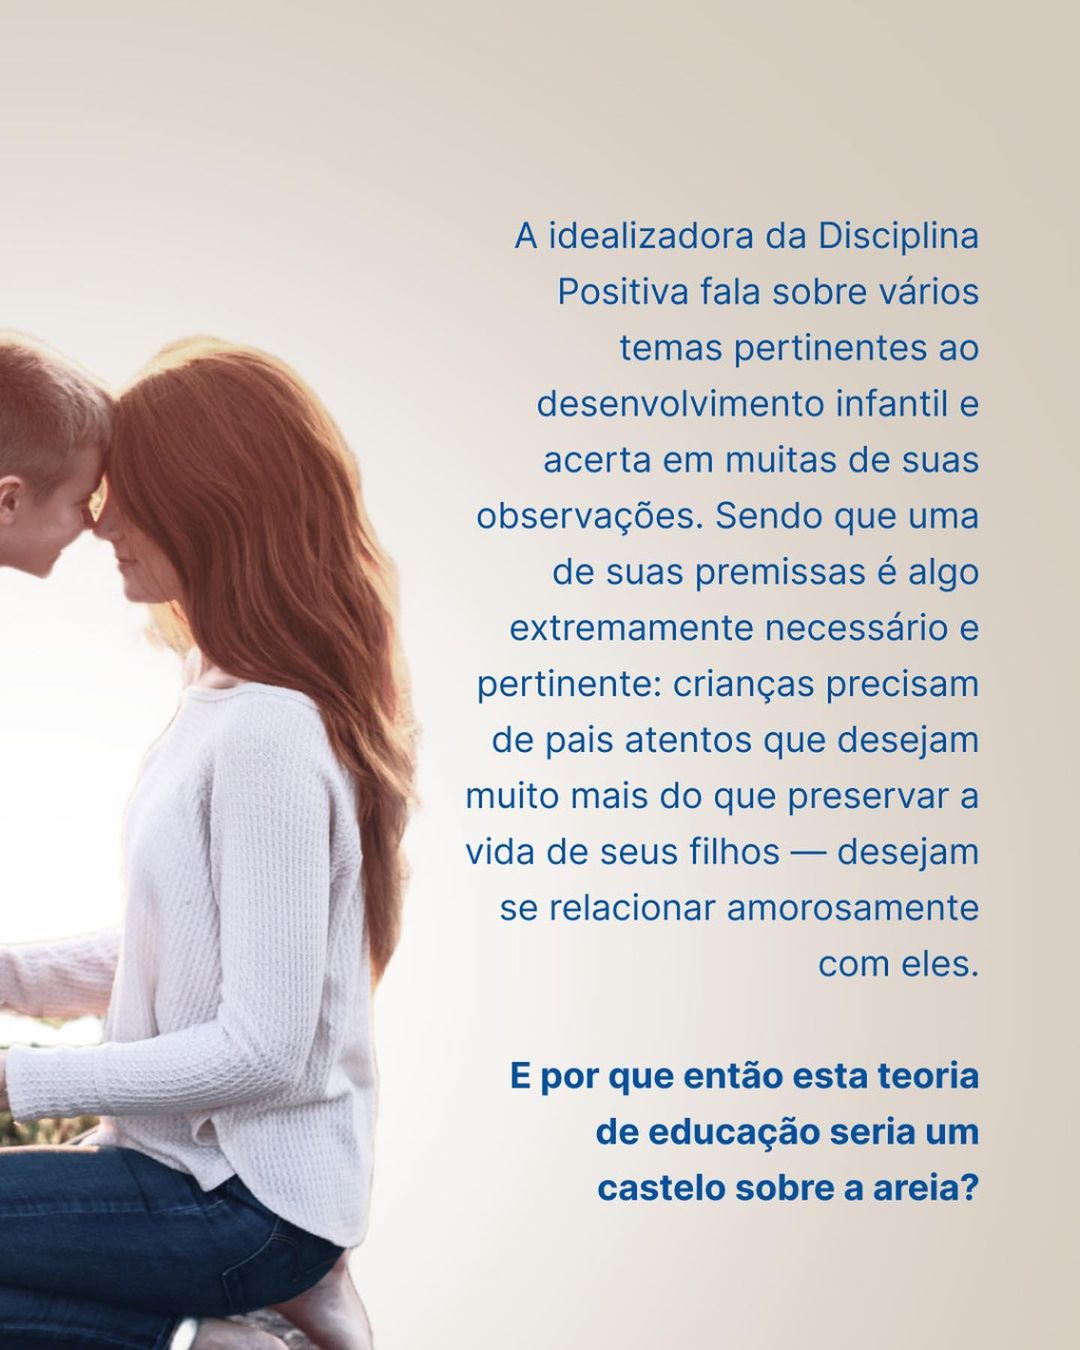 A idealizadora da Disciplina
Positiva fala sobre vários
temas pertinentes ao
desenvolvimento infantil e
acerta em muitas de suas
observações. Sendo que uma
de suas premissas é algo
extremamente necessário e
pertinente: crianças precisam
de pais atentos que desejam
muito mais do que preservar a
vida de seus filhos — desejam
se relacionar amorosamente
com eles.
E por que então esta teoria
de educação seria um
castelo sobre a areia?